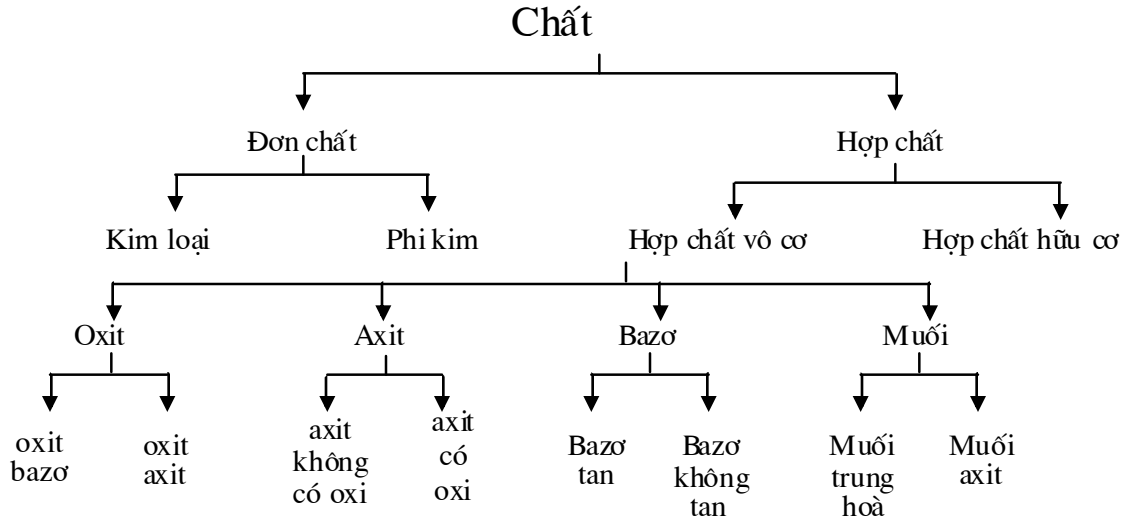 Chất
Đơn chất
Hợp chất
Kim loại
Phi kim
Hợp chất vô cơ
Hợp chất hữu cơ
Oxit
Axit
Bazơ
Muối
oxit
bazơ
oxit
axit
axit
không
có oxi
axit
có
oxi
Bazơ
tan
Bazơ
không
tan
Muối
trung
hoà
Muối
axit